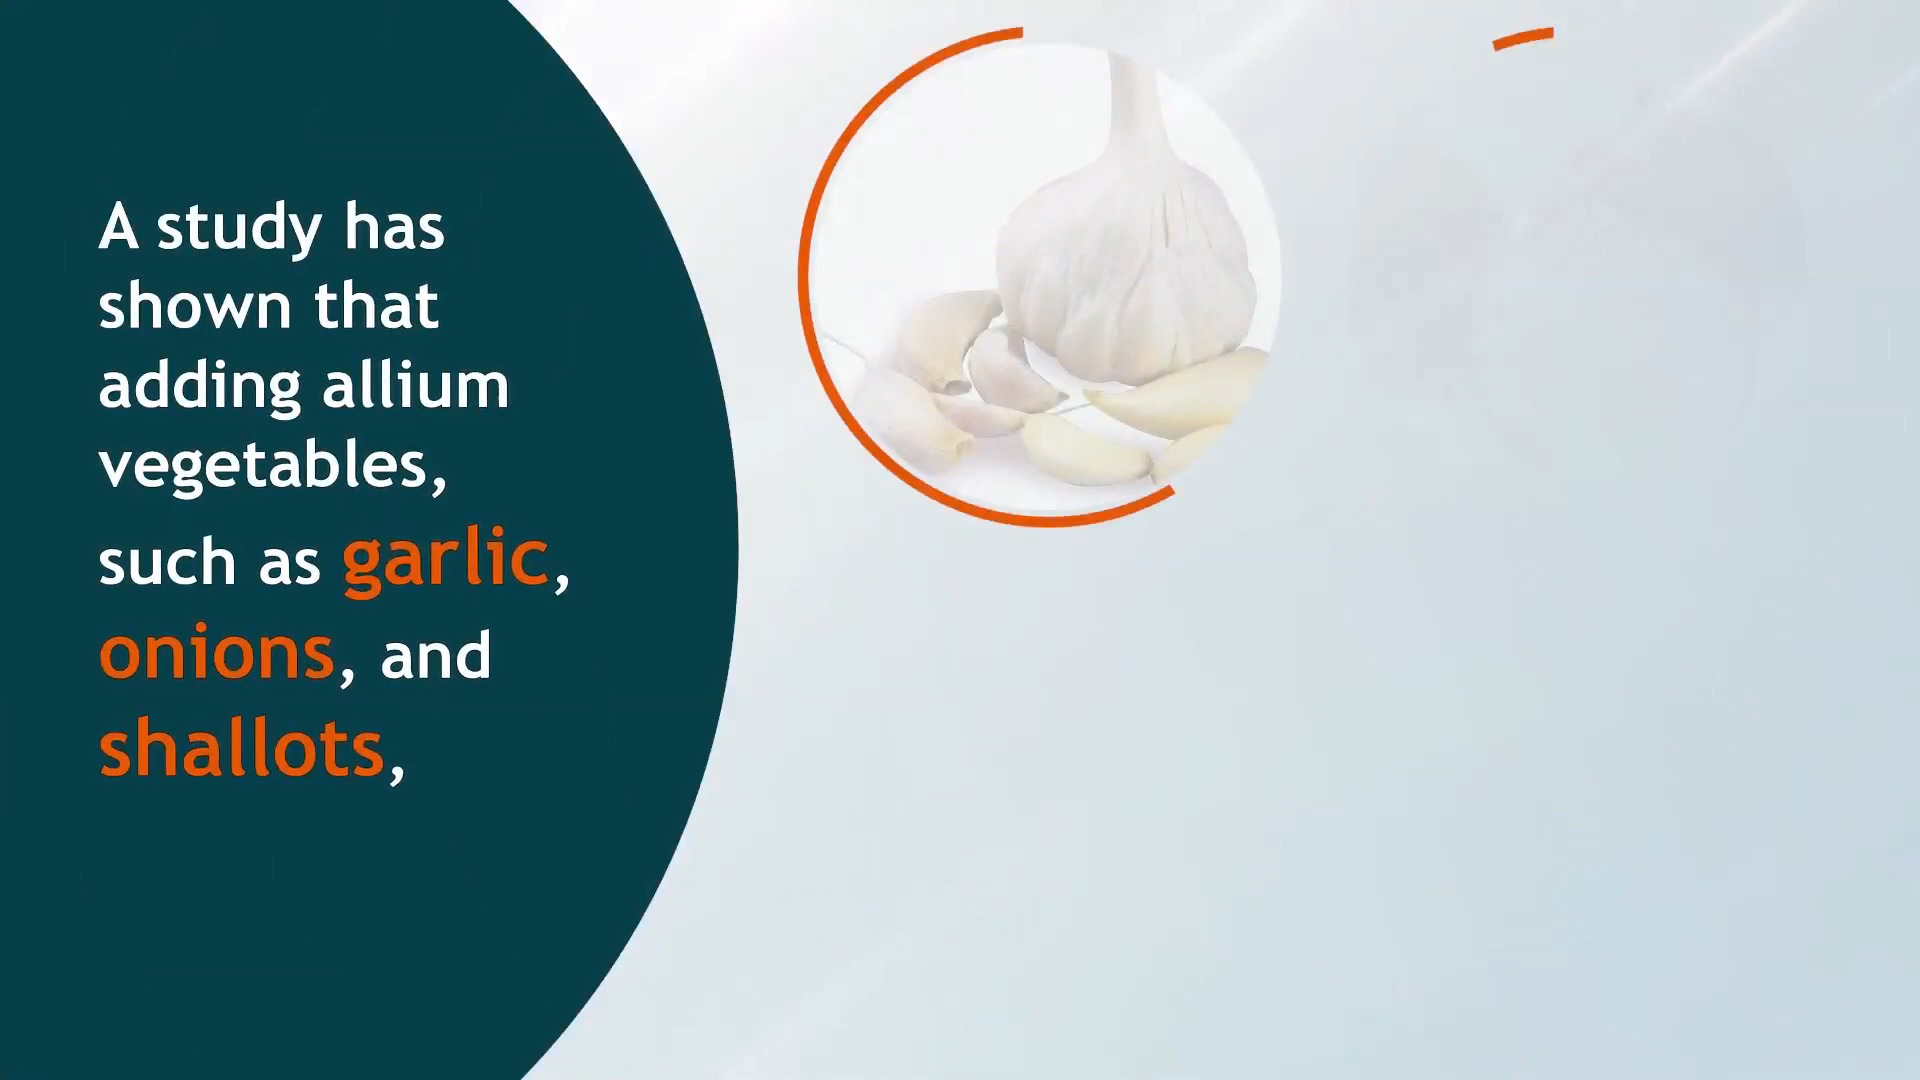 A study has
shown that
adding allium
vegetables,
such as garlic,
onions, and
shallots,